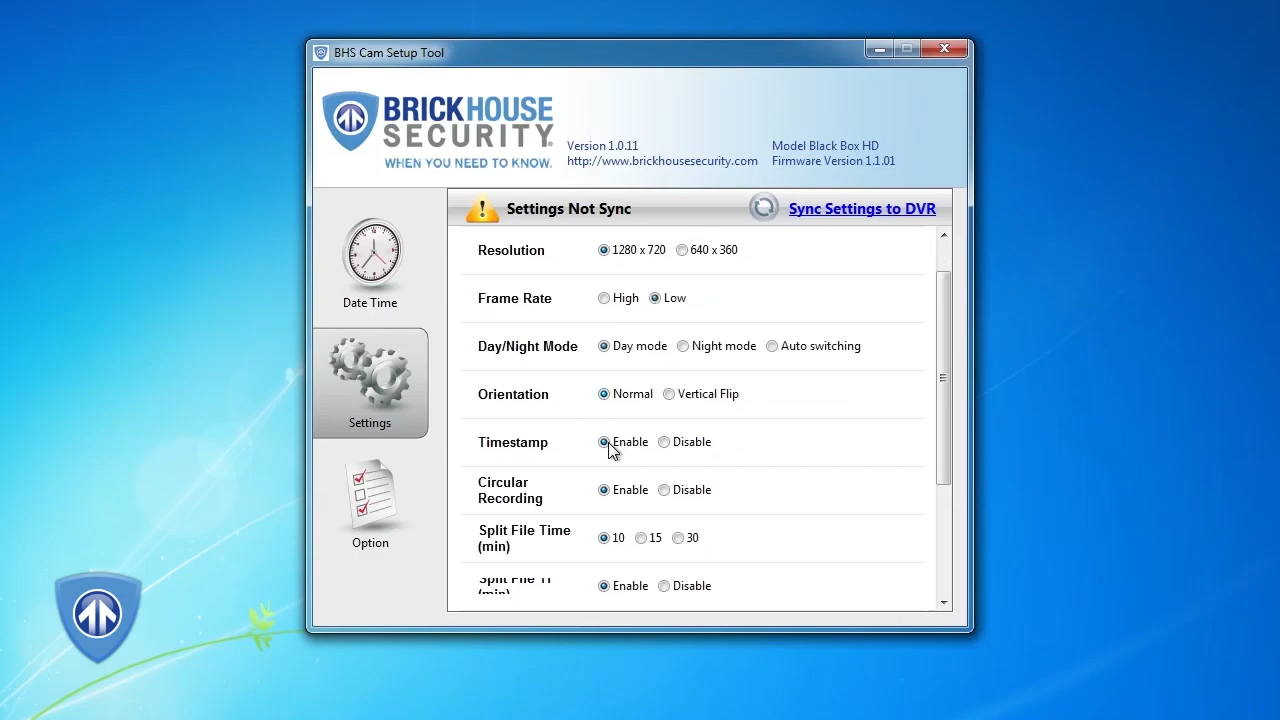 BHS Cam Setup Tool
BRICKHOUSE
SECURITY
WHEN YOU NEED TO KNOW.
Version 1.0.11
http://www.brickhousesecurity.com
Model Black Box HD
Firmware Version 1.1.01
Settings Not Sync
Sync Settings to DVR
Date Time
Settings
Option
Resolution 1280 x 720 640 x 360
Frame Rate High Low
Day/Night Mode Day mode Night mode Auto switching
Orientation Normal Vertical Flip
Timestamp Enable Disable
Circular
Recording Enable Disable
Split File Time
(min) 10 15 30
Enable Disable